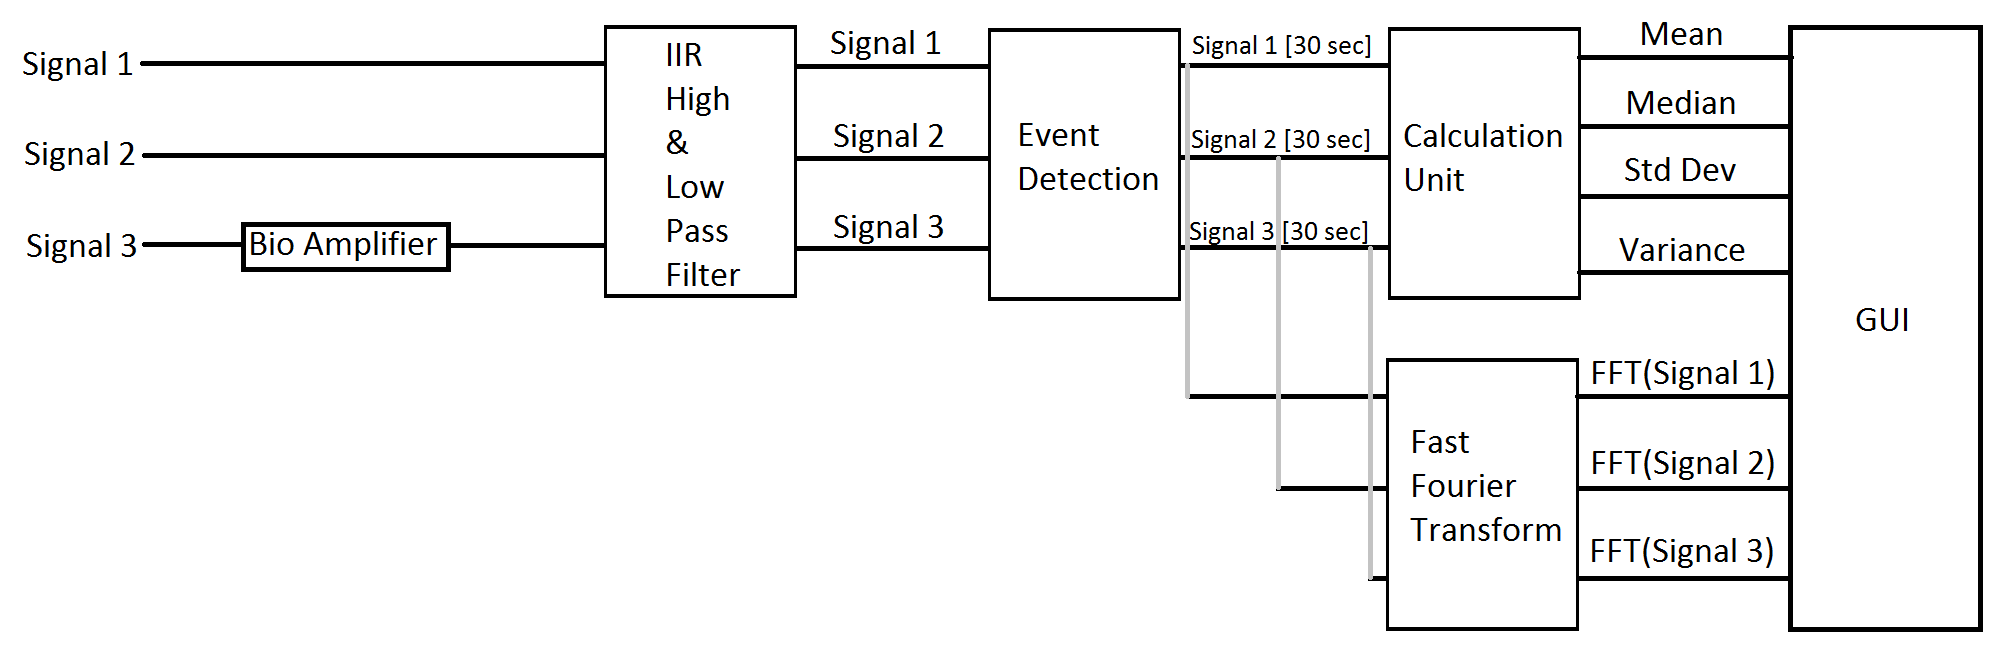 Signal 1
Signal 2
Signal 3
Bio Amplifier
IIR
High
&
Low
Pass
Filter
Signal 1
Signal 2
Signal 3
Event
Detection
Signal 1 [30 sec]
Signal 2 [30 sec]
Signal 3 [30 sec]
Calculation
Unit
Mean
Median
Std Dev
Variance
Fast
Fourier
Transform
FFT(Signal 1)
FFT(Signal 2)
FFT(Signal 3)
GUI